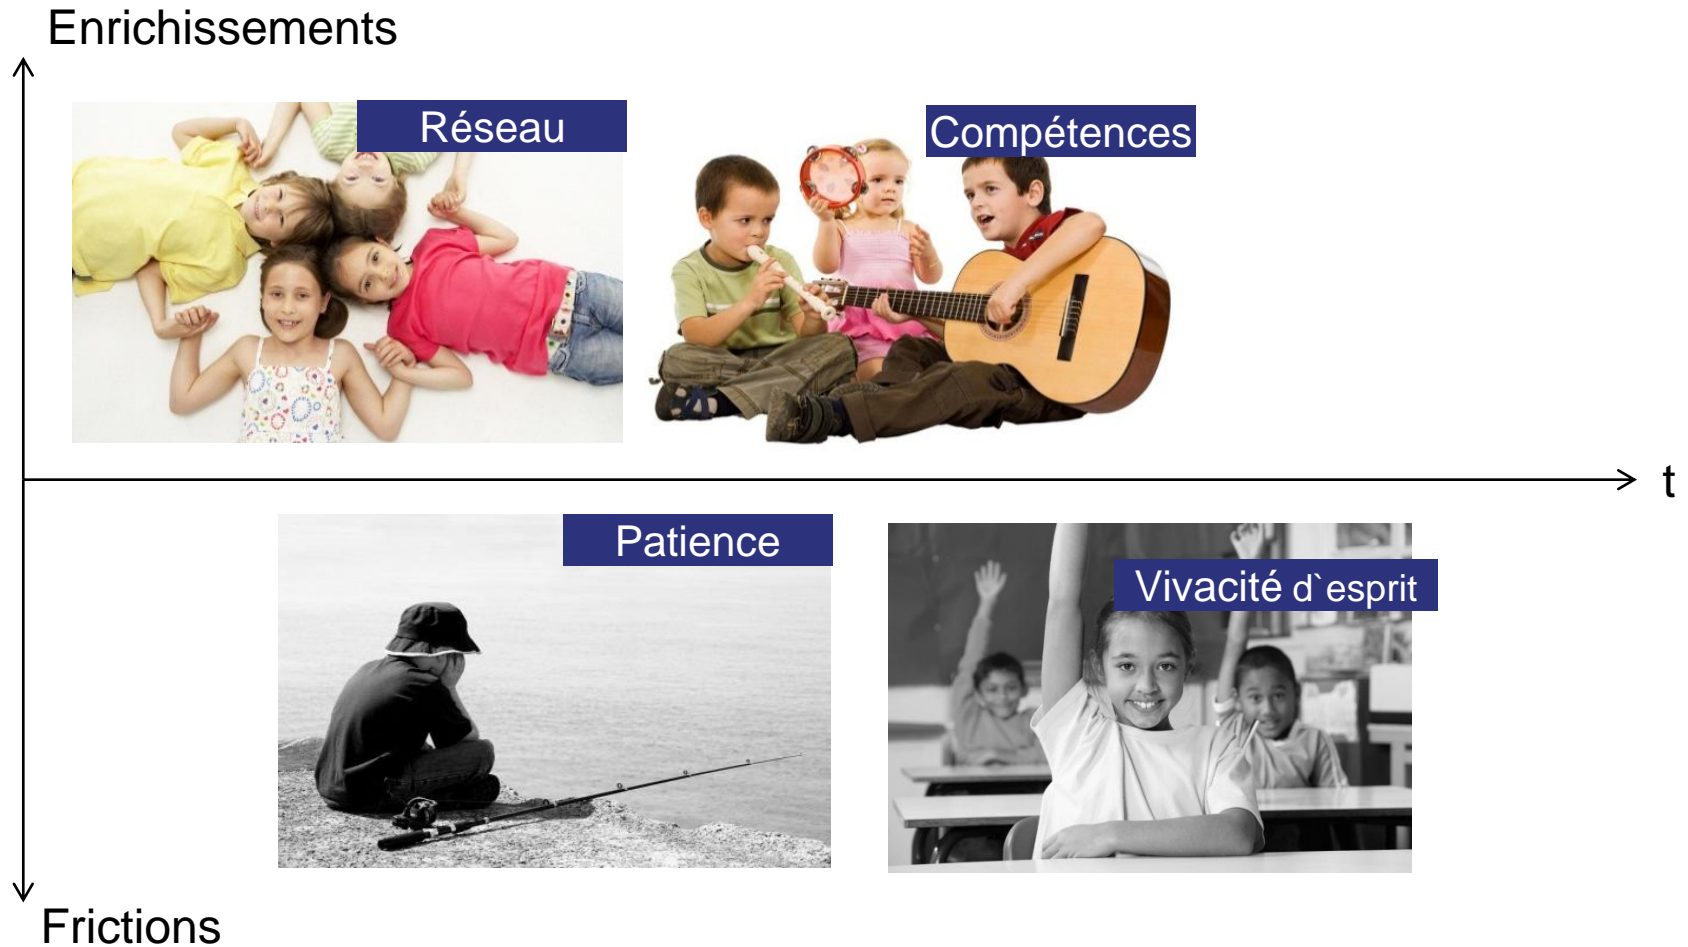 Enrichissements
Réseau
Compétences
t
Patience
Vivacité d`esprit
Frictions